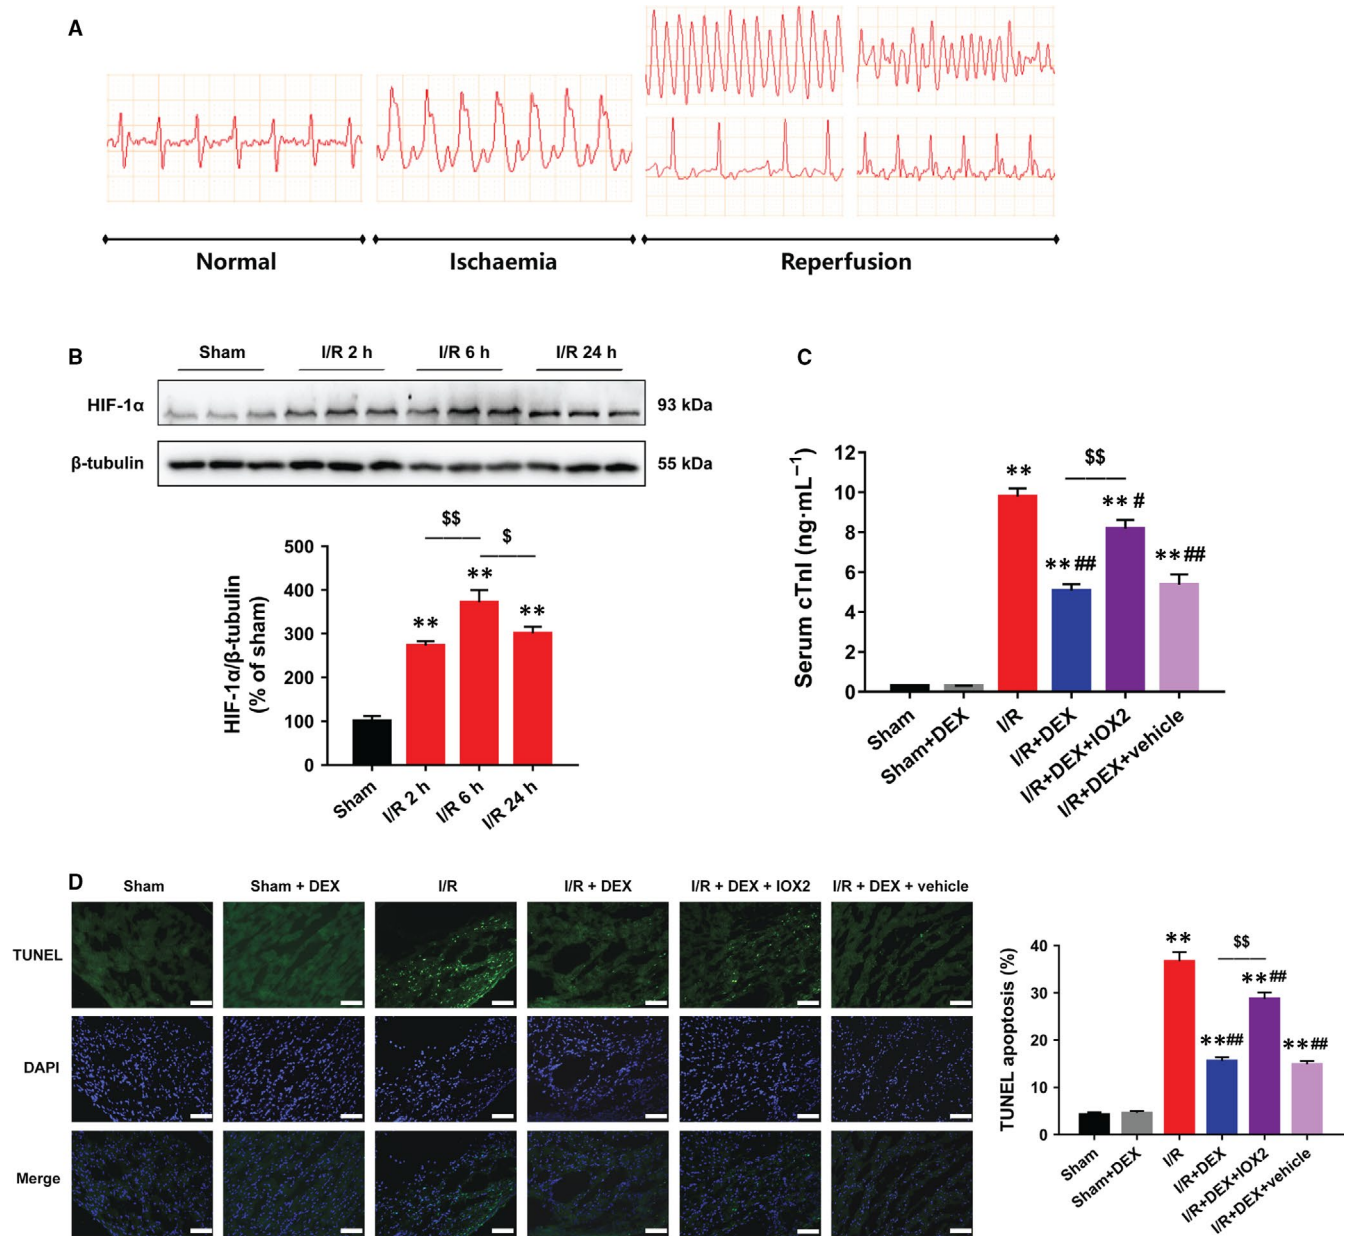 A
Normal
Ischaemia
Reperfusion
B
Sham
I/R 2 h
I/R 6 h
I/R 24 h
HIF-1α
93 kDa
β-tubulin
55 kDa
HIF-1α/β-tubulin
(% of sham)
500
400
300
200
100
0
**
**
**
$$
$
Sham
I/R 2 h
I/R 6 h
I/R 24 h
C
Serum cTnI (ng·mL⁻¹)
12
10
8
6
4
2
0
**
**##
**#
**##
$$
Sham
Sham+DEX
I/R
I/R+DEX
I/R+DEX+IOX2
I/R+DEX+vehicle
D
Sham
Sham + DEX
I/R
I/R + DEX
I/R + DEX + IOX2
I/R + DEX + vehicle
TUNEL
DAPI
Merge
TUNEL apoptosis (%)
40
30
20
10
0
**
**##
**##
**##
$$
Sham
Sham+DEX
I/R
I/R+DEX
I/R+DEX+IOX2
I/R+DEX+vehicle